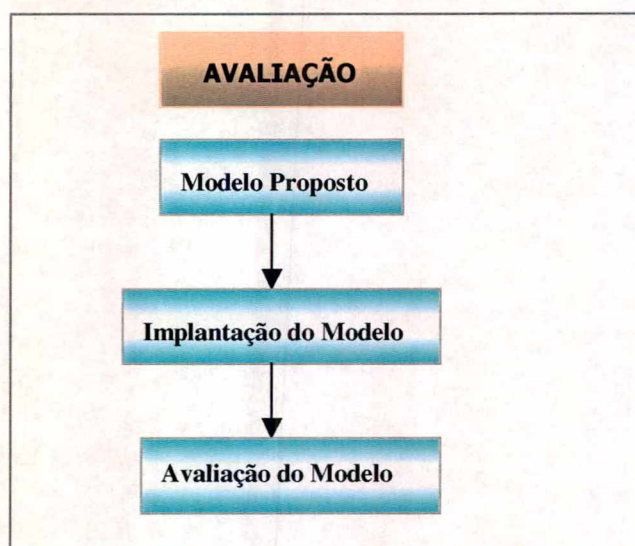 AVALIAÇÃO
Modelo Proposto
Implantação do Modelo
Avaliação do Modelo